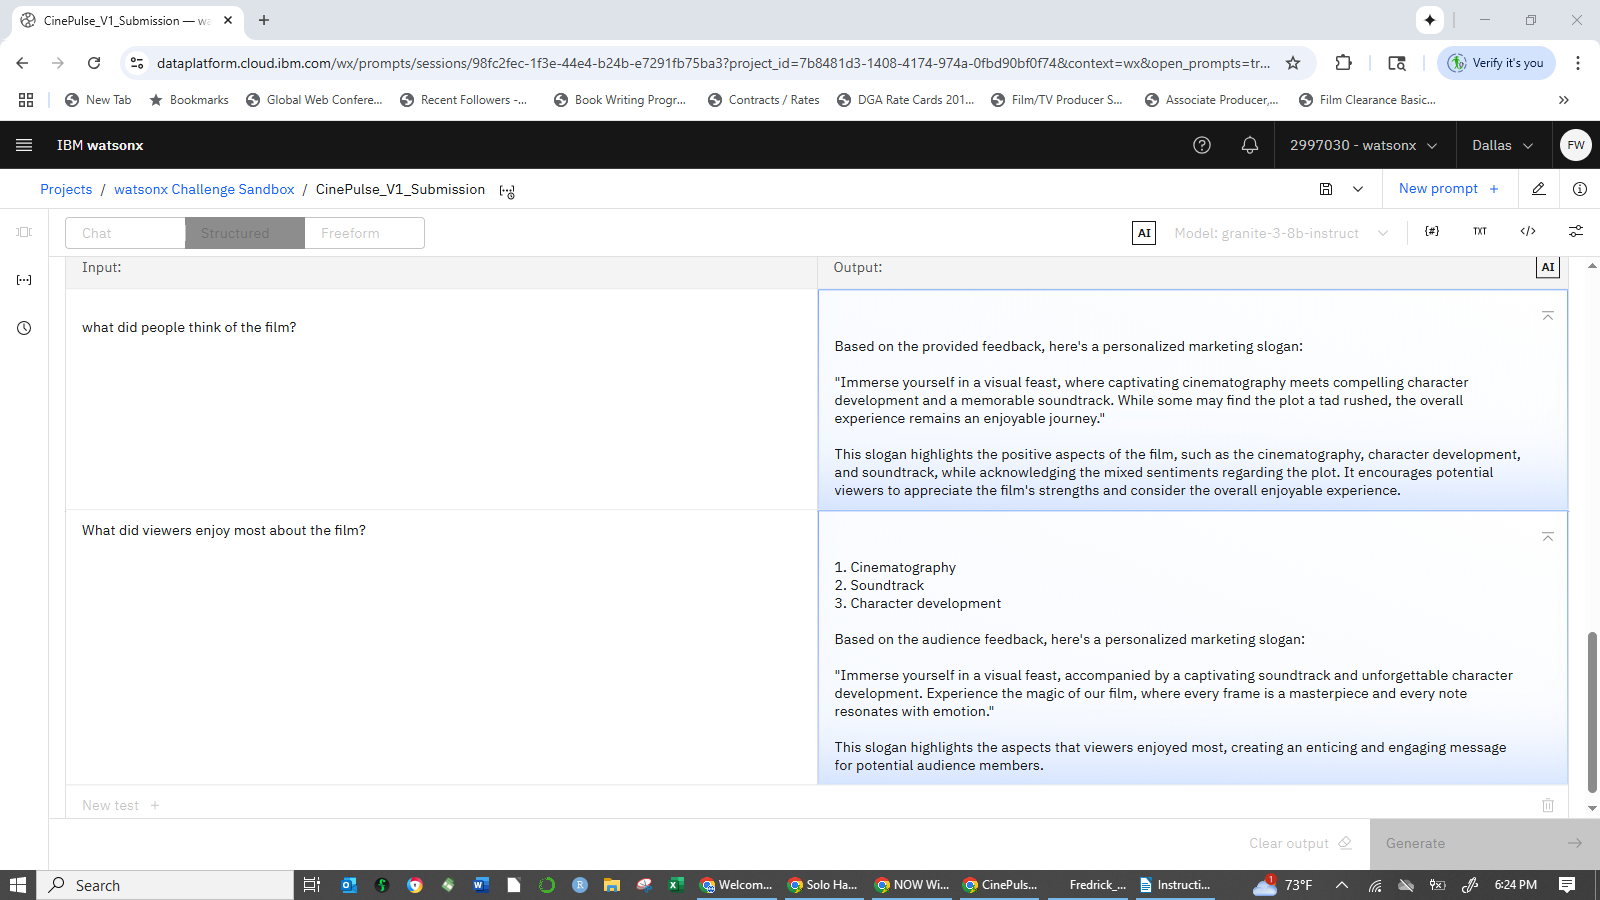 CinePulse_V1_Submission — wa
dataplatform.cloud.ibm.com/wx/prompts/sessions/98fc2fec-1f3e-44e4-b24b-e7291fb75ba3?project_id=7b8481d3-1408-4174-974a-0fbd90bf0f74&context=wx&open_prompts=tr...
Verify it's you
New Tab
Bookmarks
Global Web Confere...
Recent Followers -...
Book Writing Progr...
Contracts / Rates
DGA Rate Cards 201...
Film/TV Producer S...
Associate Producer,...
Film Clearance Basic...
IBM watsonx
2997030 - watsonx
Dallas
FW
Projects / watsonx Challenge Sandbox / CinePulse_V1_Submission
New prompt +
Chat
Structured
Freeform
AI
Model: granite-3-8b-instruct
{#}
TXT
</>
Input:
Output:
AI
what did people think of the film?
Based on the provided feedback, here's a personalized marketing slogan:
"Immerse yourself in a visual feast, where captivating cinematography meets compelling character
development and a memorable soundtrack. While some may find the plot a tad rushed, the overall
experience remains an enjoyable journey."
This slogan highlights the positive aspects of the film, such as the cinematography, character development,
and soundtrack, while acknowledging the mixed sentiments regarding the plot. It encourages potential
viewers to appreciate the film's strengths and consider the overall enjoyable experience.
What did viewers enjoy most about the film?
1. Cinematography
2. Soundtrack
3. Character development
Based on the audience feedback, here's a personalized marketing slogan:
"Immerse yourself in a visual feast, accompanied by a captivating soundtrack and unforgettable character
development. Experience the magic of our film, where every frame is a masterpiece and every note
resonates with emotion."
This slogan highlights the aspects that viewers enjoyed most, creating an enticing and engaging message
for potential audience members.
New test +
Clear output
Generate
Search
Welcom...
Solo Ha...
NOW Wi...
CinePuls...
Fredrick_...
Instructi...
1
73°F
6:24 PM